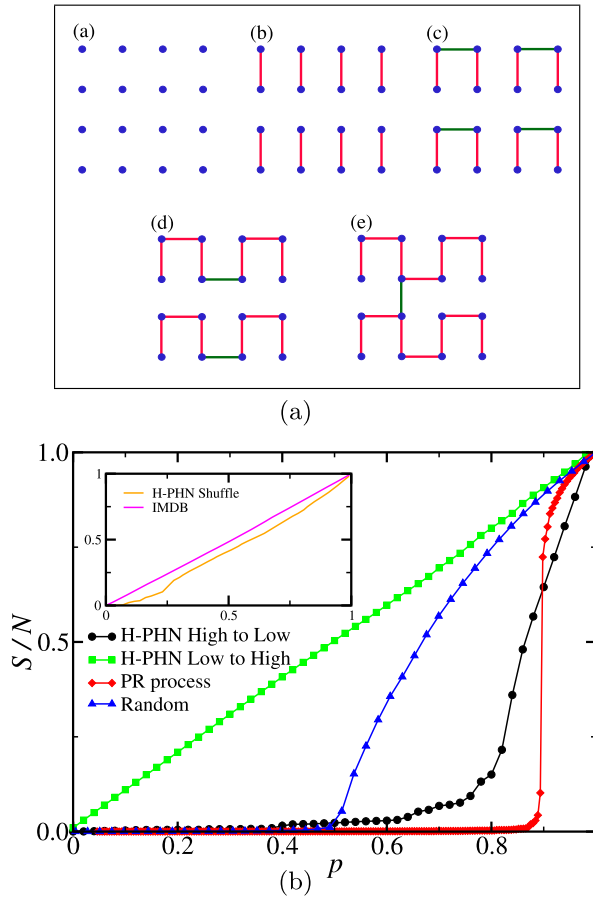 (a) (b) (c)
(d) (e)
(a)
1.0
0.5
0.0
S / N
1
0.5
0
0.5
1
H-PHN Shuffle
IMDB
H-PHN High to Low
H-PHN Low to High
PR process
Random
0 0.2 0.4 0.6 0.8
p
(b)